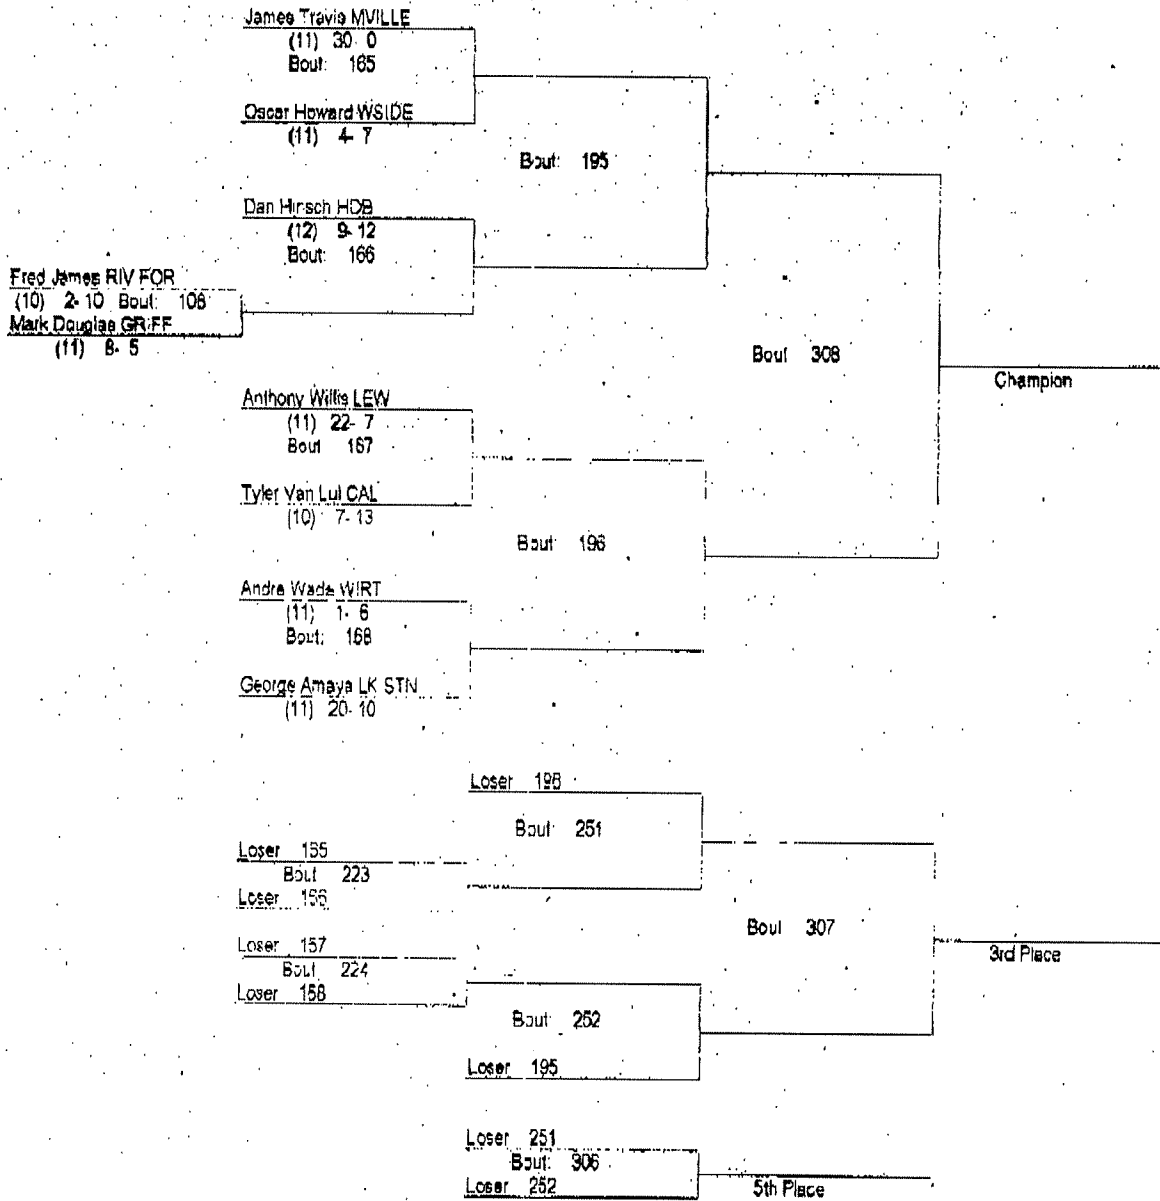 James Travis MVILLE
(11) 30- 0
Bout: 165
Oscar Howard WSIDE
(11) 4- 7
Bout: 195
Dan Hirsch HOB
(12) 9- 12
Bout: 166
Fred James RIV FOR
(10) 2- 10 Bout: 106
Mark Douglas GRIFF
(11) 8- 5
Bout 308
Champion
Anthony Willis LEW
(11) 22- 7
Bout 167
Tyler Van Lul CAL
(10) 7- 13
Bout: 196
Andre Wade WIRT
(11) 1- 6
Bout: 168
George Amaya LK STN
(11) 20- 10
Loser 196
Bout: 251
Loser 165
Bout 223
Loser 166
Bout 307
3rd Place
Loser 167
Bout 224
Loser 168
Bout: 252
Loser 195
Loser 251
Bout: 306
Loser 252
5th Place